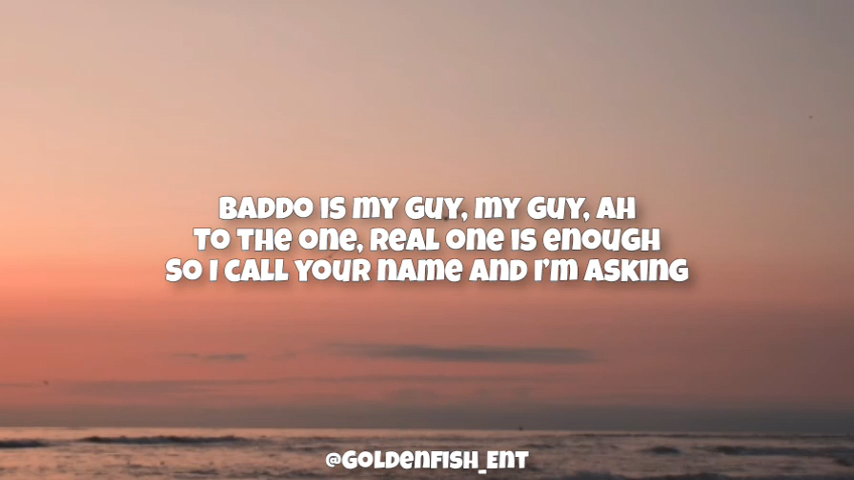 BADDO IS MY GUY, MY GUY, AH
TO THE ONE, REAL ONE IS ENOUGH
SO I CALL YOUR NAME AND I'M ASKING
@GOLDENFISH_ENT